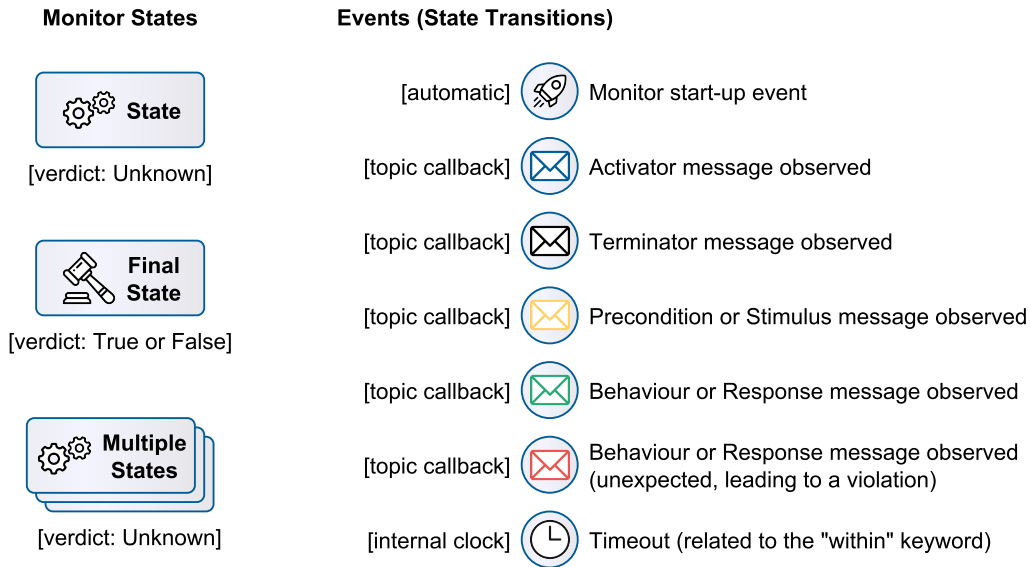 Monitor States
State
[verdict: Unknown]
Final
State
[verdict: True or False]
Multiple
States
[verdict: Unknown]
Events (State Transitions)
[automatic] Monitor start-up event
[topic callback] Activator message observed
[topic callback] Terminator message observed
[topic callback] Precondition or Stimulus message observed
[topic callback] Behaviour or Response message observed
[topic callback] Behaviour or Response message observed
(unexpected, leading to a violation)
[internal clock] Timeout (related to the "within" keyword)